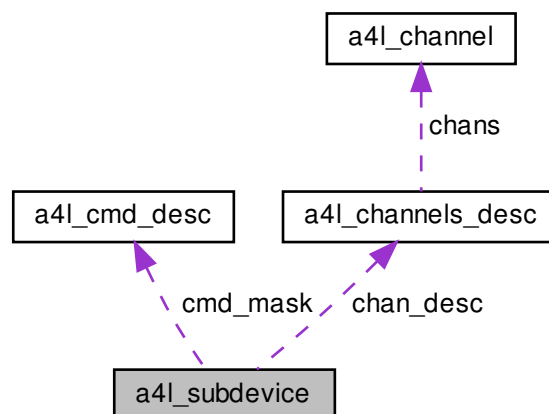 a4l_channel
chans
a4l_cmd_desc
a4l_channels_desc
cmd_mask
chan_desc
a4l_subdevice